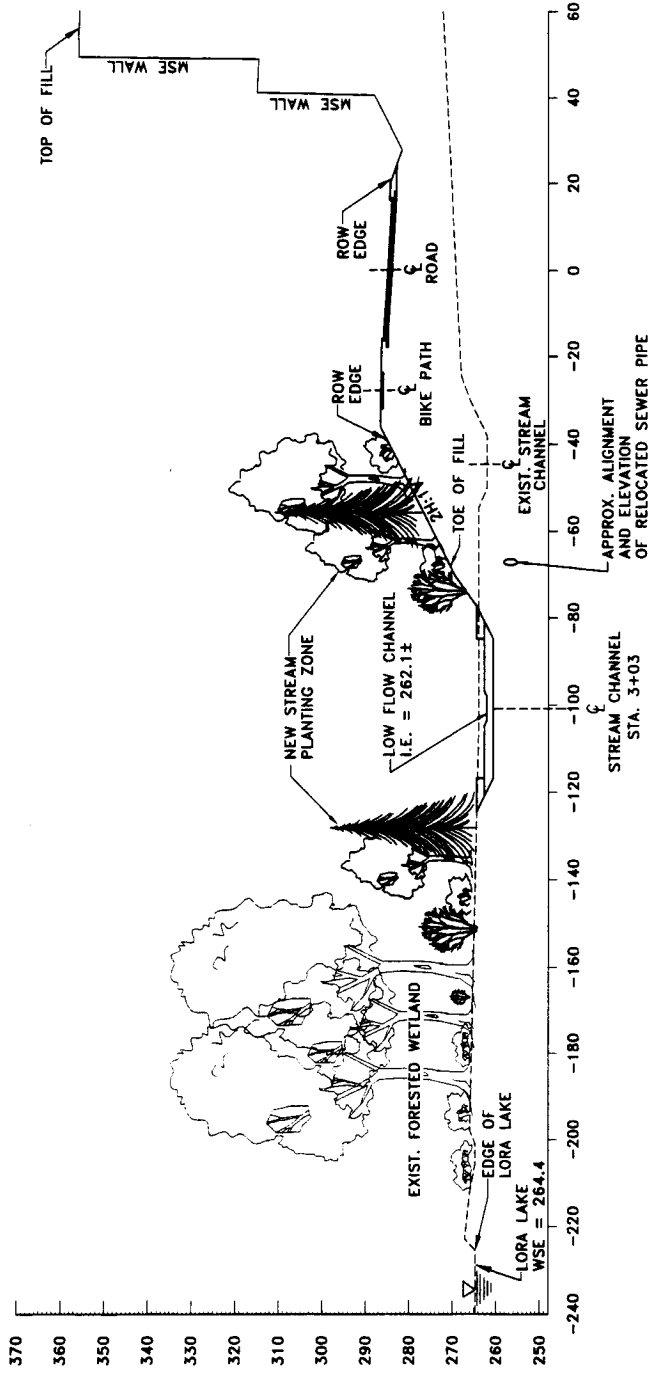 TOP OF FILL
MSE WALL
MSE WALL
ROW
EDGE
ROW
EDGE
℄
ROAD
℄
BIKE PATH
NEW STREAM
PLANTING ZONE
2H:1
TOE OF FILL
LOW FLOW CHANNEL
I.E. = 262.1±
℄
EXIST. STREAM
CHANNEL
APPROX. ALIGNMENT
AND ELEVATION
OF RELOCATED SEWER PIPE
℄
STREAM CHANNEL
STA. 3+03
EXIST. FORESTED WETLAND
EDGE OF
LORA LAKE
LORA LAKE
WSE = 264.4
370
360
350
340
330
320
310
300
290
280
270
260
250
-240
-220
-200
-180
-160
-140
-120
-100
-80
-60
-40
-20
0
20
40
60